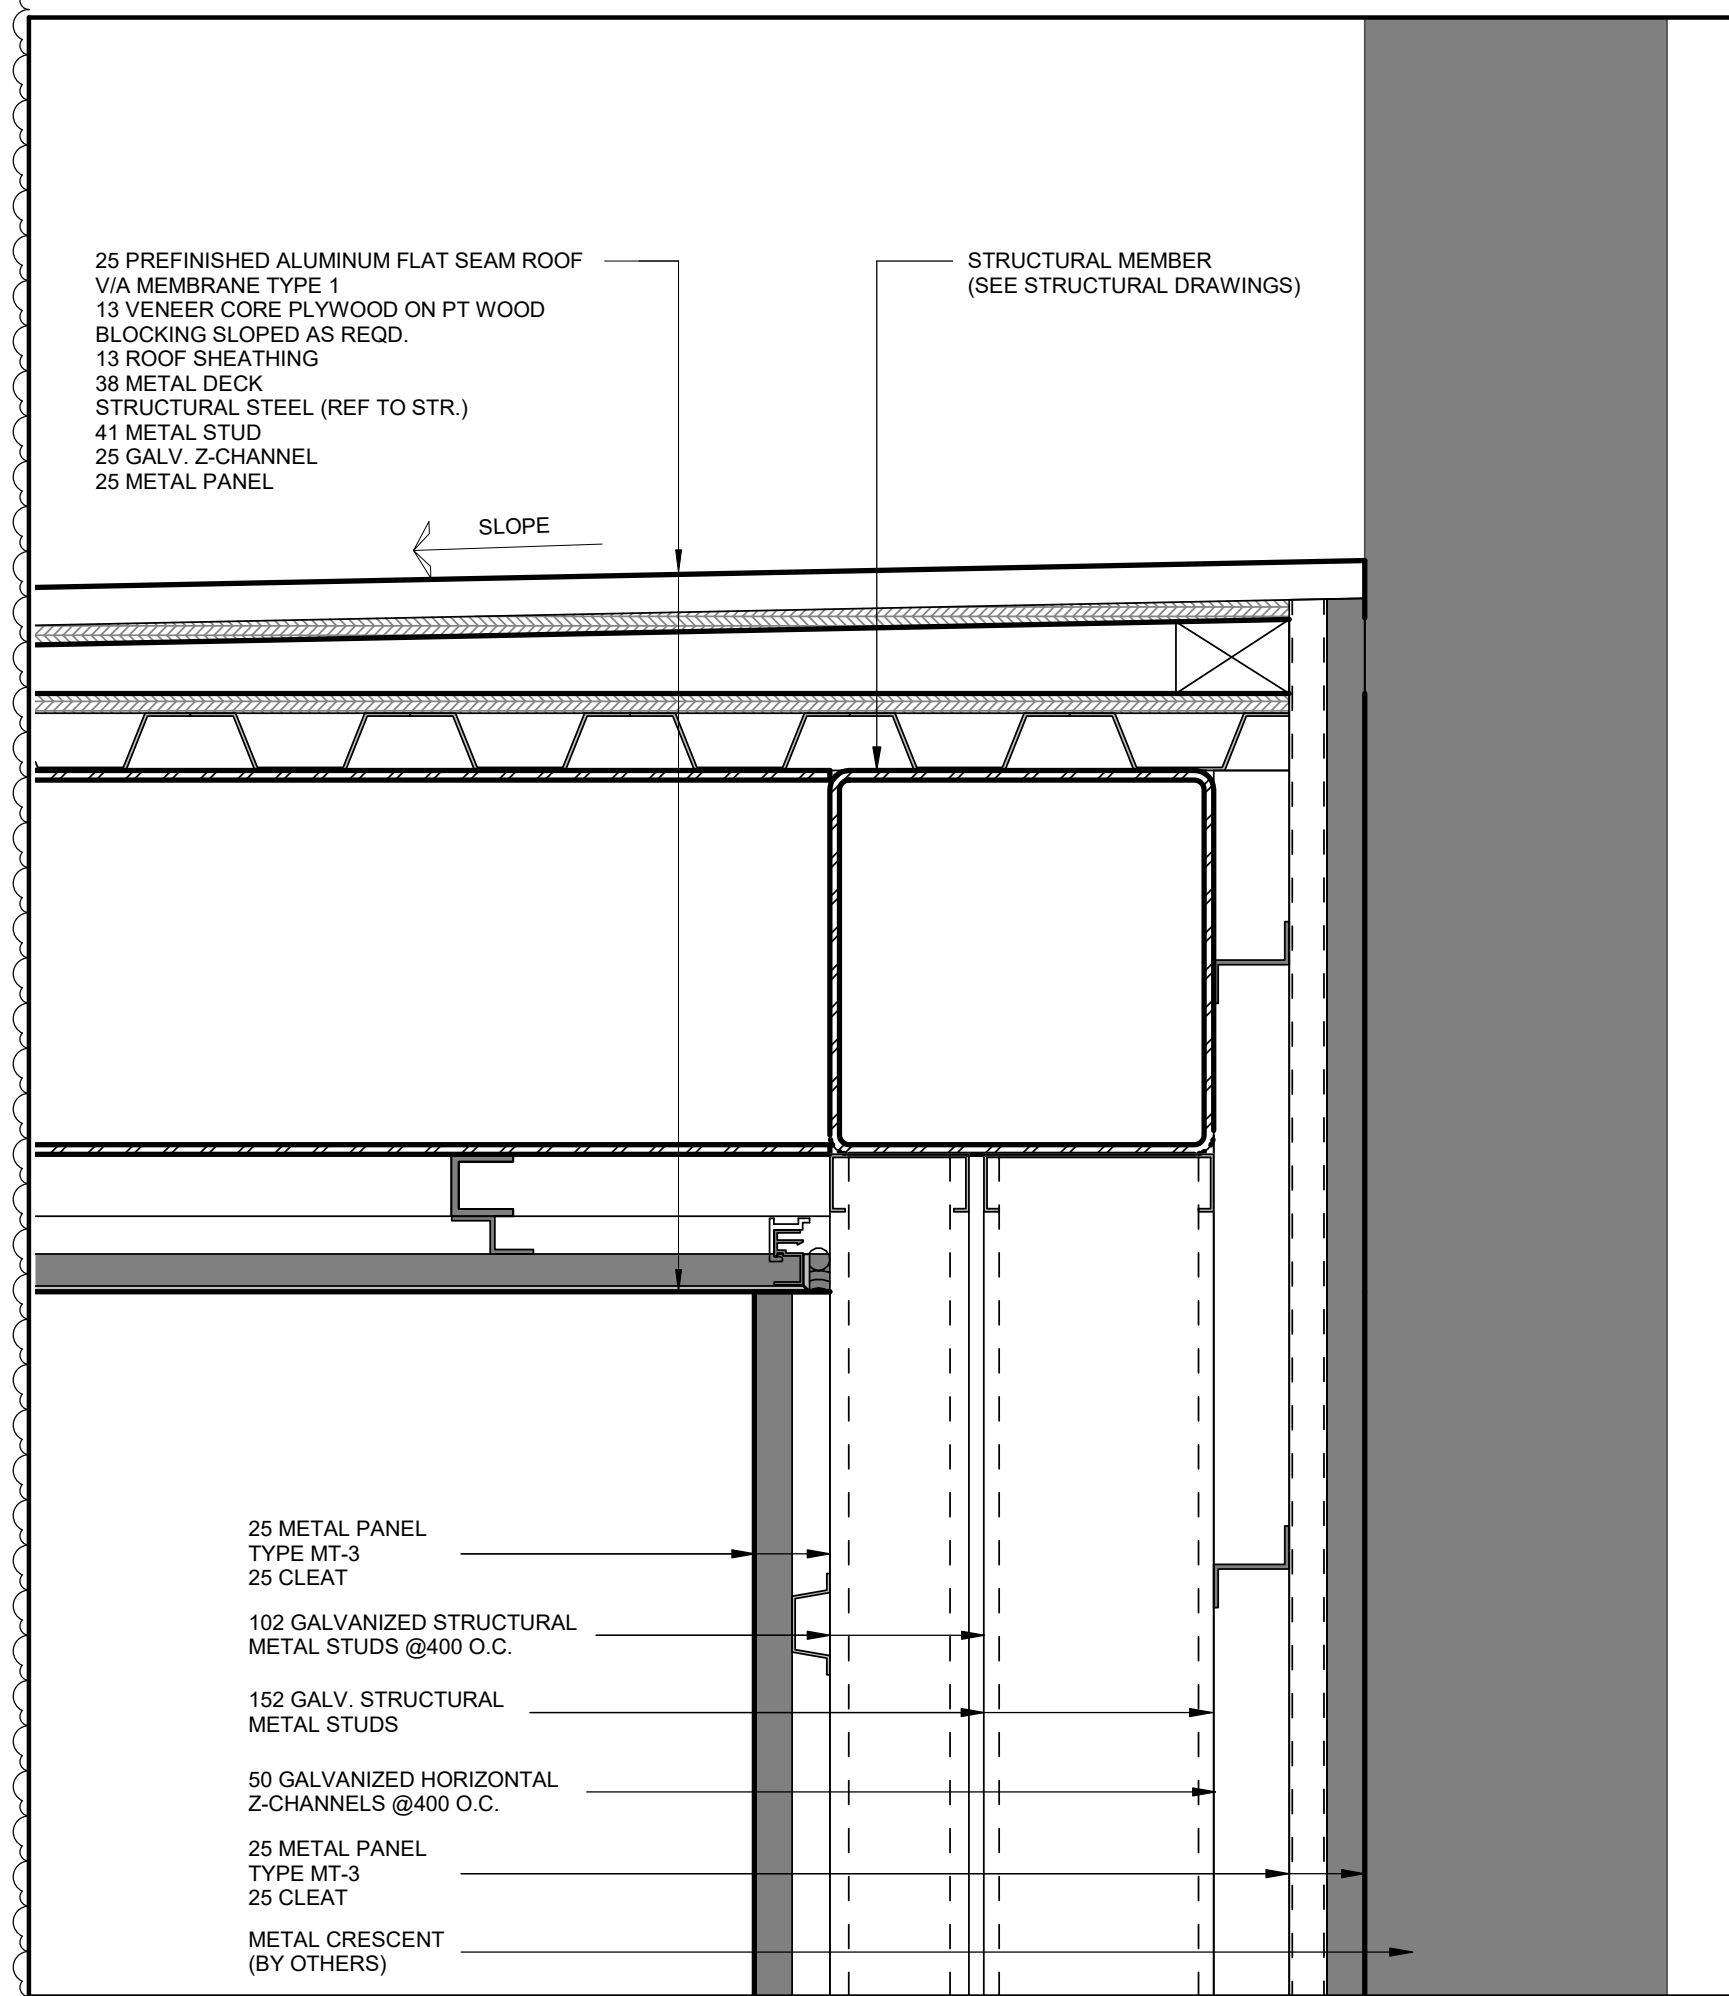 25 PREFINISHED ALUMINUM FLAT SEAM ROOF
V/A MEMBRANE TYPE 1
13 VENEER CORE PLYWOOD ON PT WOOD
BLOCKING SLOPED AS REQD.
13 ROOF SHEATHING
38 METAL DECK
STRUCTURAL STEEL (REF TO STR.)
41 METAL STUD
25 GALV. Z-CHANNEL
25 METAL PANEL
STRUCTURAL MEMBER
(SEE STRUCTURAL DRAWINGS)
SLOPE
25 METAL PANEL
TYPE MT-3
25 CLEAT
102 GALVANIZED STRUCTURAL
METAL STUDS @400 O.C.
152 GALV. STRUCTURAL
METAL STUDS
50 GALVANIZED HORIZONTAL
Z-CHANNELS @400 O.C.
25 METAL PANEL
TYPE MT-3
25 CLEAT
METAL CRESCENT
(BY OTHERS)